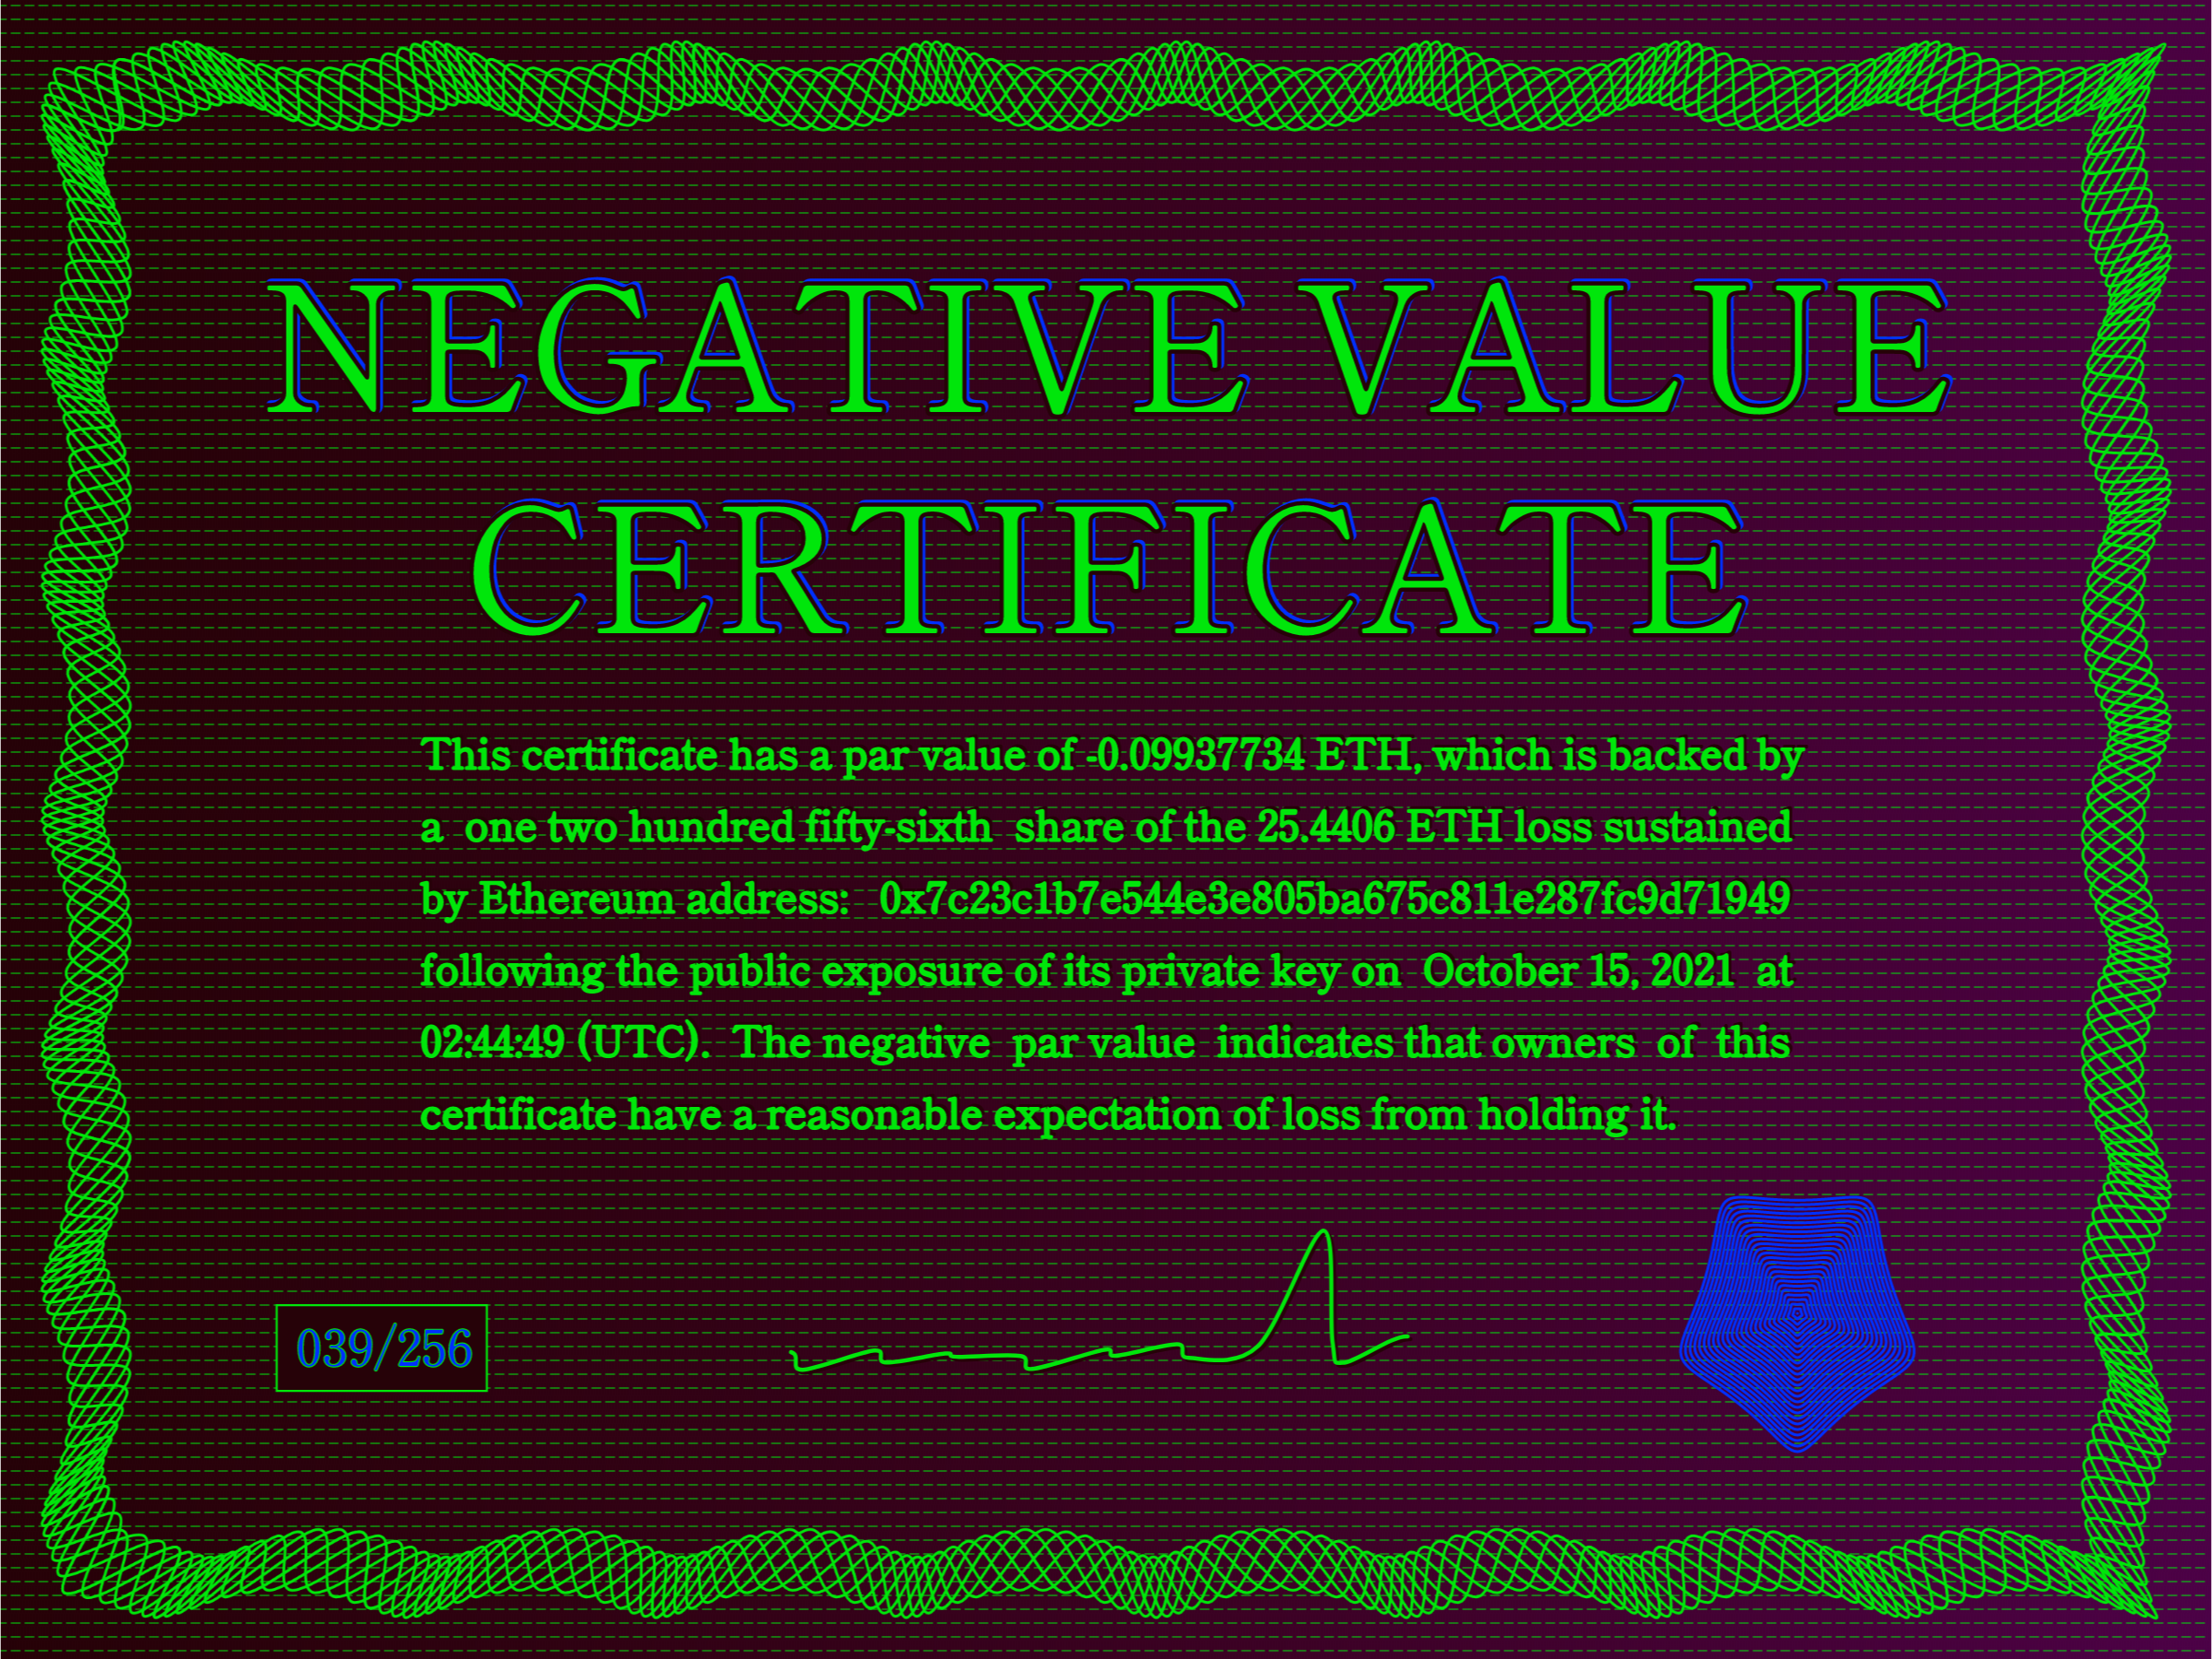 NEGATIVE VALUE
CERTIFICATE
This certificate has a par value of -0.09937734 ETH, which is backed by
a one two hundred fifty-sixth share of the 25.4406 ETH loss sustained
by Ethereum address: 0x7c23c1b7e544e3e805ba675c811e287fc9d71949
following the public exposure of its private key on October 15, 2021 at
02:44:49 (UTC). The negative par value indicates that owners of this
certificate have a reasonable expectation of loss from holding it.
039/256